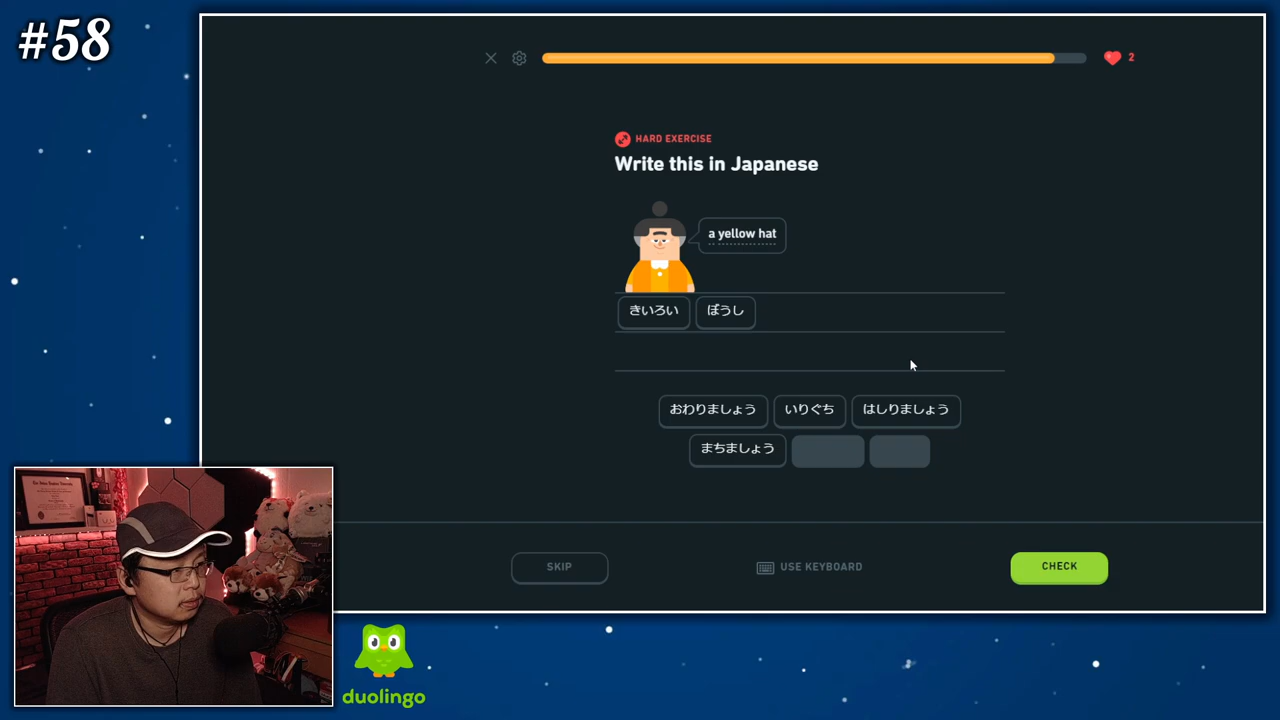 #58
2
HARD EXERCISE
Write this in Japanese
a yellow hat
きいろい ぼうし
おわりましょう いりぐち はしりましょう
まちましょう
SKIP
USE KEYBOARD
CHECK
duolingo